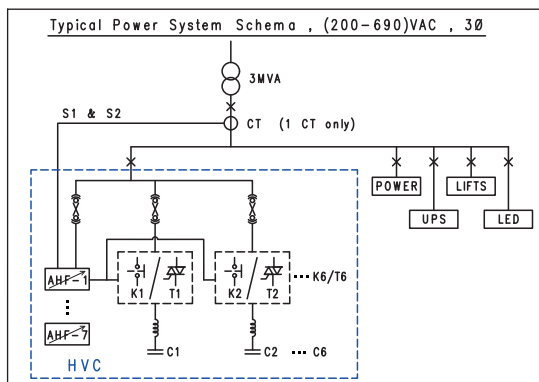 Typical Power System Schema , (200-690)VAC , 3Ø
3MVA
S1 & S2
CT (1 CT only)
POWER
LIFTS
UPS
LED
AHF-1
K1
T1
K2
T2
···K6/T6
AHF-7
C1
C2
···C6
HVC